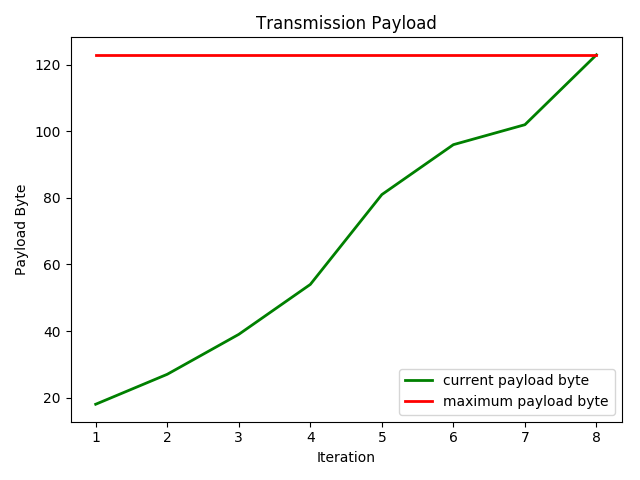 Transmission Payload
120
100
80
60
40
20
Payload Byte
current payload byte
maximum payload byte
1 2 3 4 5 6 7 8
Iteration